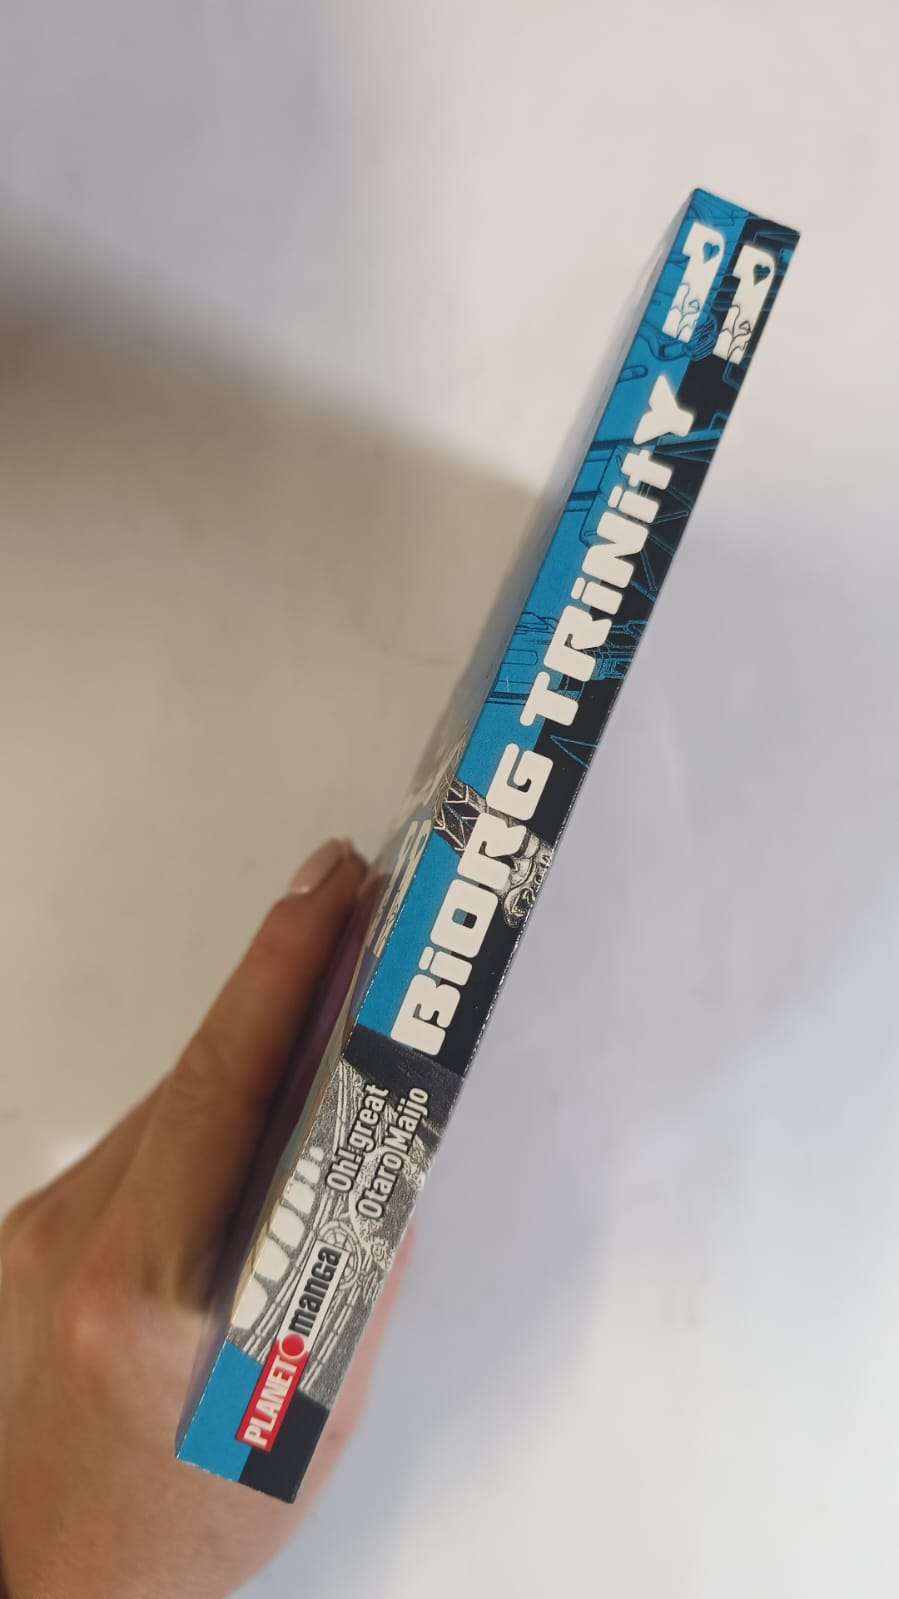 BiORG TRiNitY
Oh! great
Otaro Maijo
PLANET manga